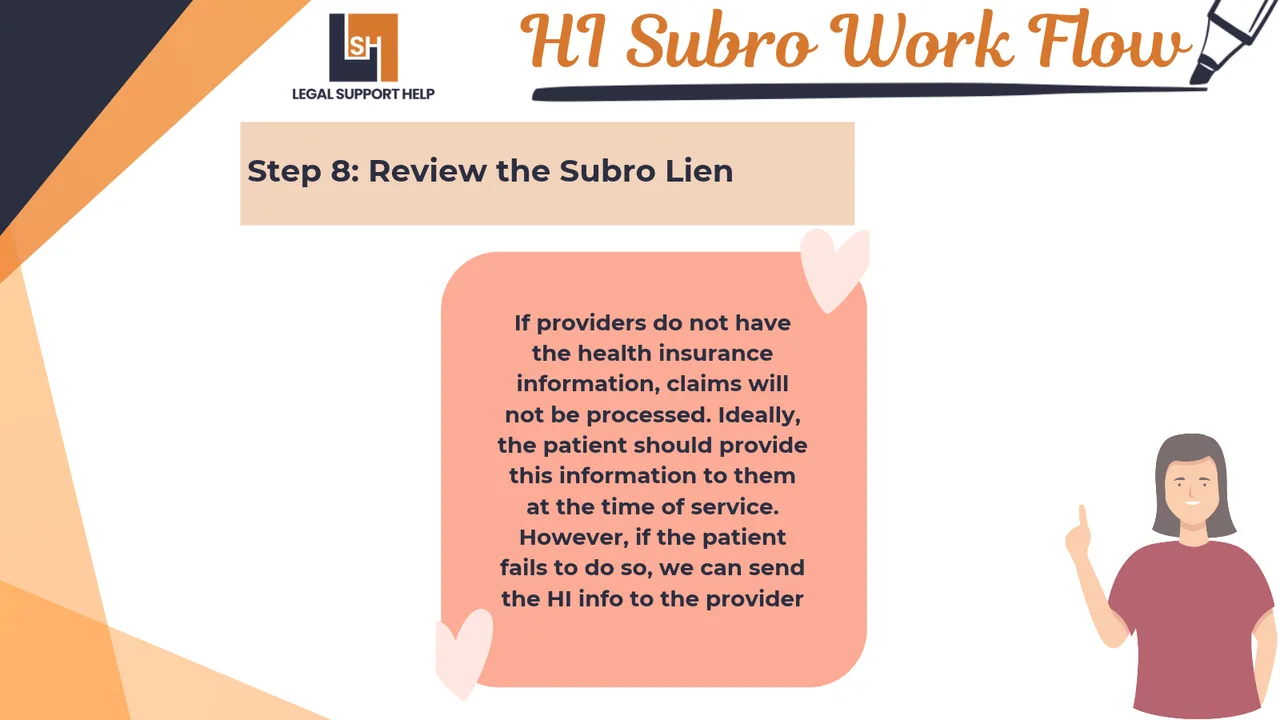 LSH
LEGAL SUPPORT HELP
HI Subro Work Flow
Step 8: Review the Subro Lien
If providers do not have
the health insurance
information, claims will
not be processed. Ideally,
the patient should provide
this information to them
at the time of service.
However, if the patient
fails to do so, we can send
the HI info to the provider